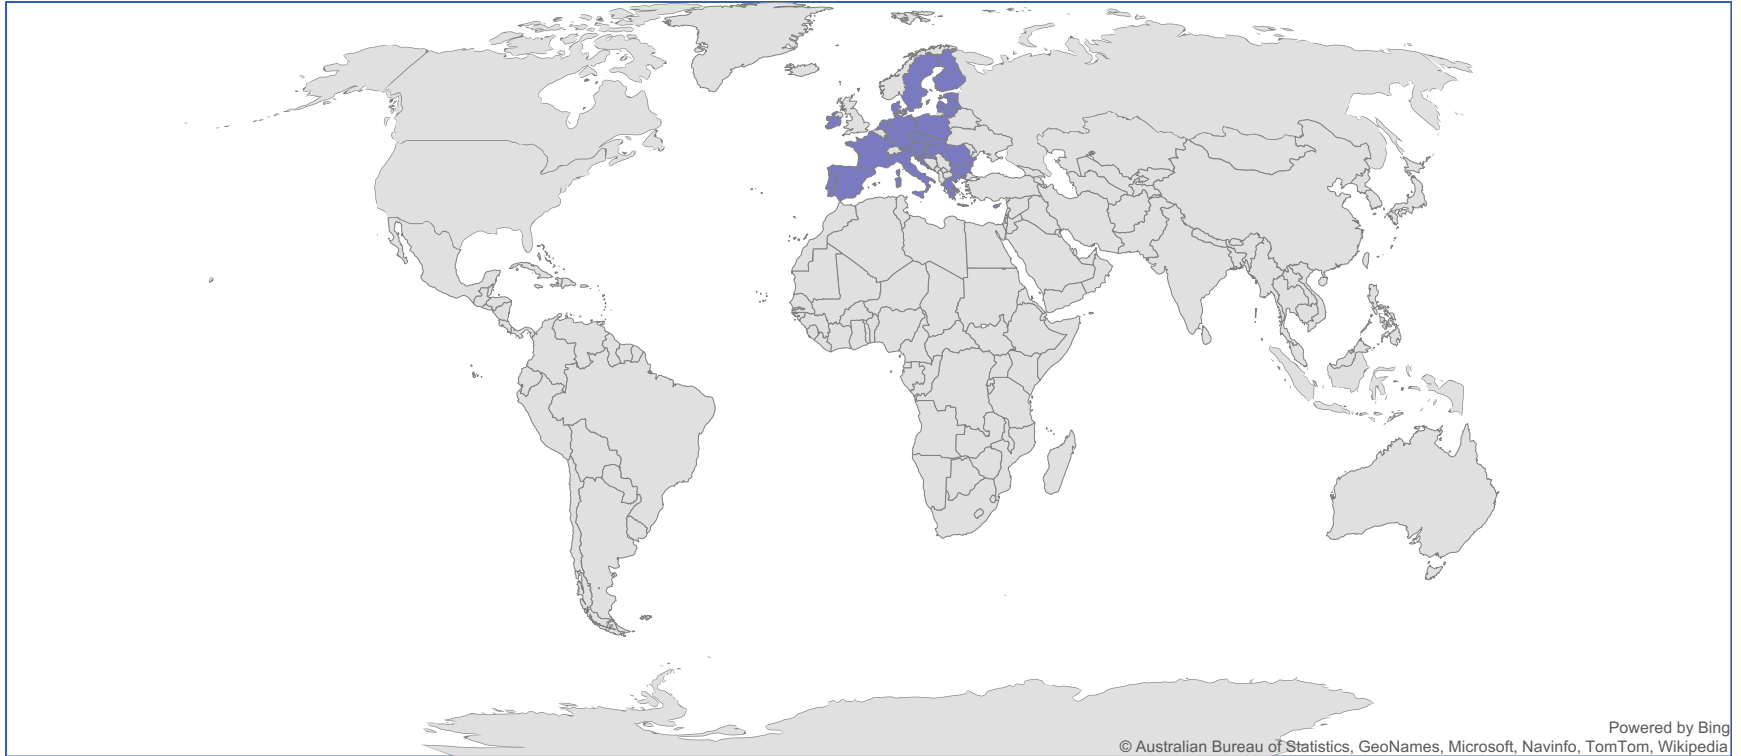 Powered by Bing
© Australian Bureau of Statistics, GeoNames, Microsoft, Navinfo, TomTom, Wikipedia